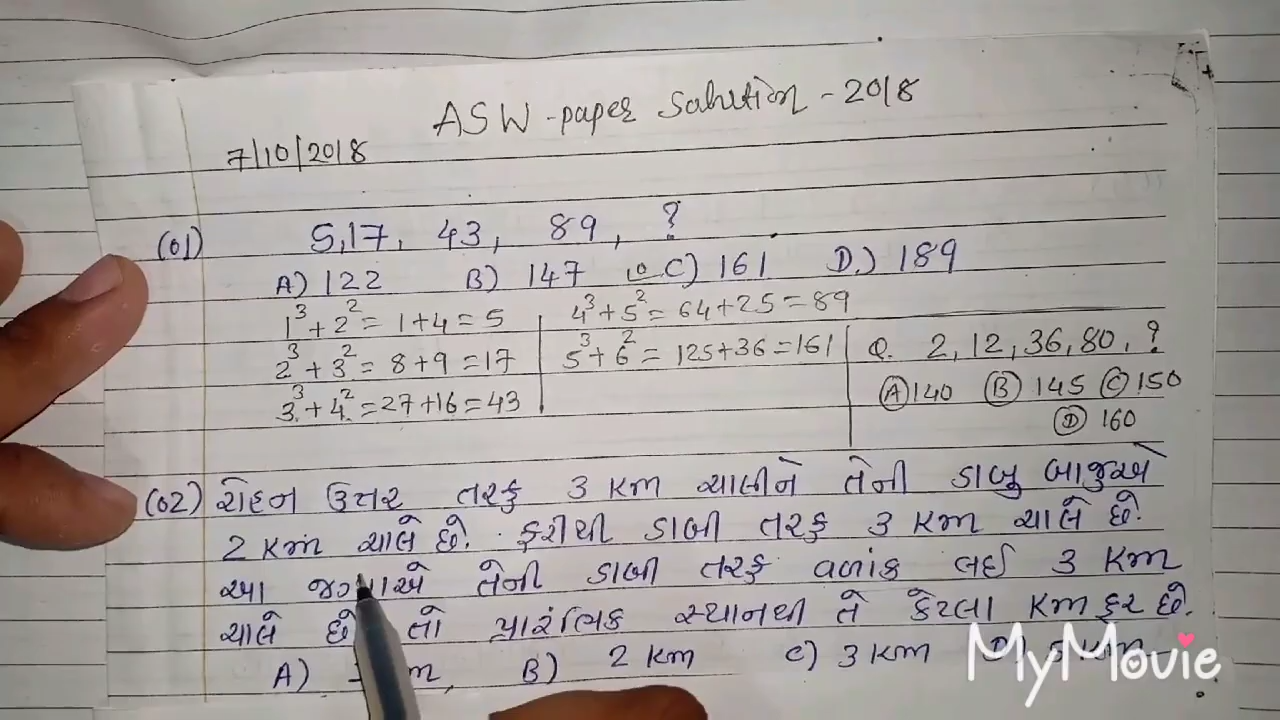 ASW - paper Solution - 2018
7/10/2018
(01) 5, 17, 43, 89, ?
A) 122 B) 147 C) 161 D.) 189
1³ + 2² = 1 + 4 = 5
2³ + 3² = 8 + 9 = 17
3³ + 4² = 27 + 16 = 43
4³ + 5² = 64 + 25 = 89
5³ + 6² = 125 + 36 = 161
Q. 2, 12, 36, 80, ?
Ⓐ 140 Ⓑ 145 Ⓒ 150
Ⓓ 160
(02) રોહન ઉત્તર તરફ 3 Km ચાલીને તેની ડાબુ બાજુએ
2 Km ચાલે છે. ફરીથી ડાબી તરફ 3 Km ચાલે છે.
આ જગ્યાએ તેની ડાબી તરફ વળાંક લઈ 3 Km
ચાલે છે તો પ્રારંભિક સ્થાનથી તે કેટલા Km દુર છે.
A) B) 2 Km C) 3 Km
MyMovie